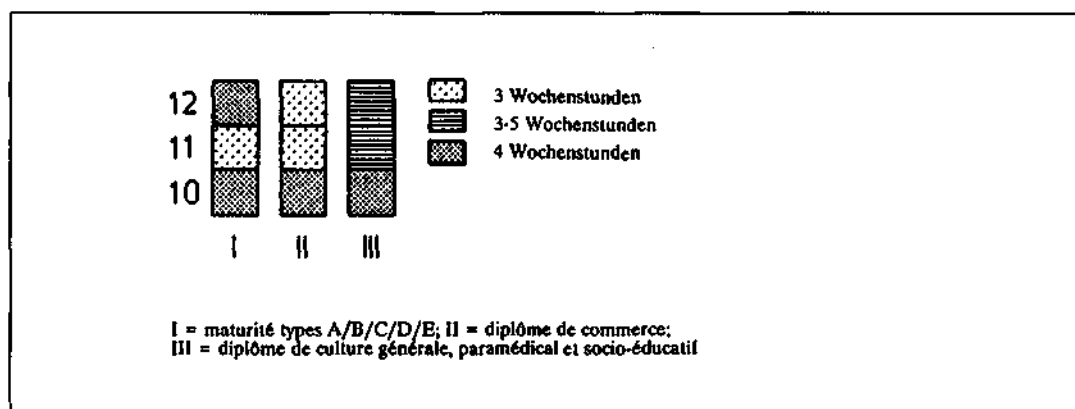 12
11
10
3 Wochenstunden
3-5 Wochenstunden
4 Wochenstunden
I II III
I = maturité types A/B/C/D/E; II = diplôme de commerce;
III = diplôme de culture générale, paramédical et socio-éducatif